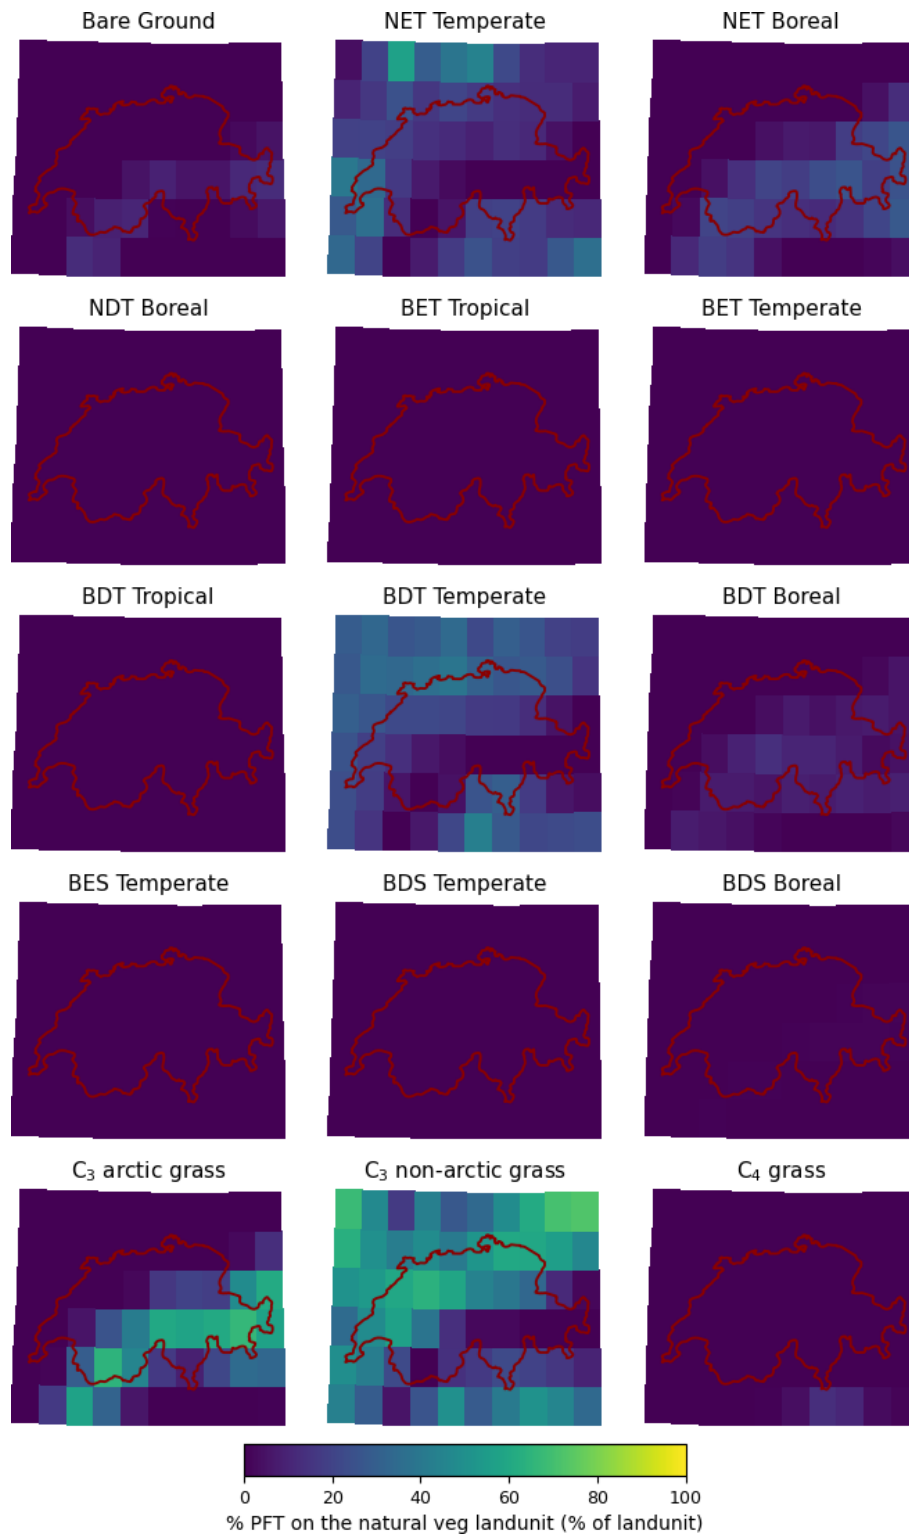 Bare Ground
NET Temperate
NET Boreal
NDT Boreal
BET Tropical
BET Temperate
BDT Tropical
BDT Temperate
BDT Boreal
BES Temperate
BDS Temperate
BDS Boreal
C₃ arctic grass
C₃ non-arctic grass
C₄ grass
0 20 40 60 80 100
% PFT on the natural veg landunit (% of landunit)